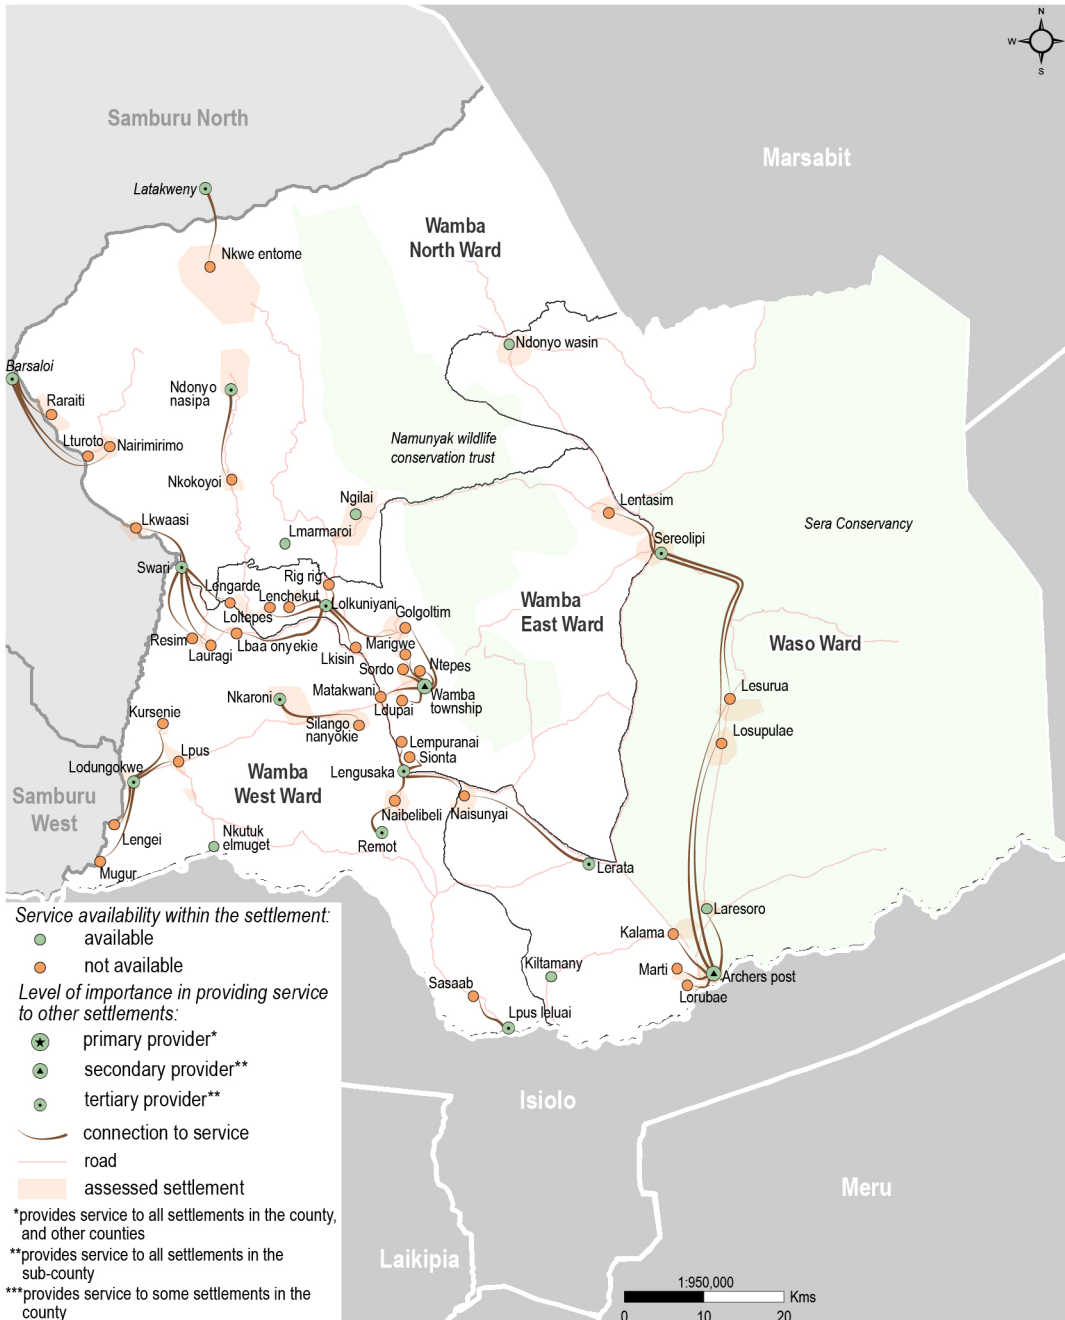 N
W
S
Samburu North
Marsabit
Latakweny
Wamba
North Ward
Nkwe entome
Ndonyo wasin
Barsaloi
Ndonyo
nasipa
Raraiti
Lturoto
Nairimirimo
Namunyak wildlife
conservation trust
Nkokoyoi
Ngilai
Lentasim
Lkwaasi
Lmarmaroi
Sera Conservancy
Sereolipi
Swari
Rig rig
Lengarde
Lenchekut
Lolkuniyani
Loltepes
Golgoltim
Wamba
East Ward
Resim
Lauragi
Lbaa onyekie
Marigwe
Waso Ward
Lkisin
Sordo
Ntepes
Nkaroni
Matakwani
Wamba
township
Ldupai
Lesurua
Kursenie
Silango
nanyokie
Losupulae
Lempuranai
Lpus
Sionta
Lodungokwe
Wamba
West Ward
Lengusaka
Samburu
West
Naibelibeli
Naisunyai
Nkutuk
elmuget
Lengei
Remot
Lerata
Mugur
Laresoro
Kalama
Kiltamany
Marti
Archers post
Sasaab
Lorubae
Lpus leluai
Isiolo
Meru
Laikipia
Service availability within the settlement:
available
not available
Level of importance in providing service
to other settlements:
primary provider*
secondary provider**
tertiary provider**
connection to service
road
assessed settlement
*provides service to all settlements in the county,
and other counties
**provides service to all settlements in the
sub-county
***provides service to some settlements in the
county
1:950,000
Kms
0 10 20